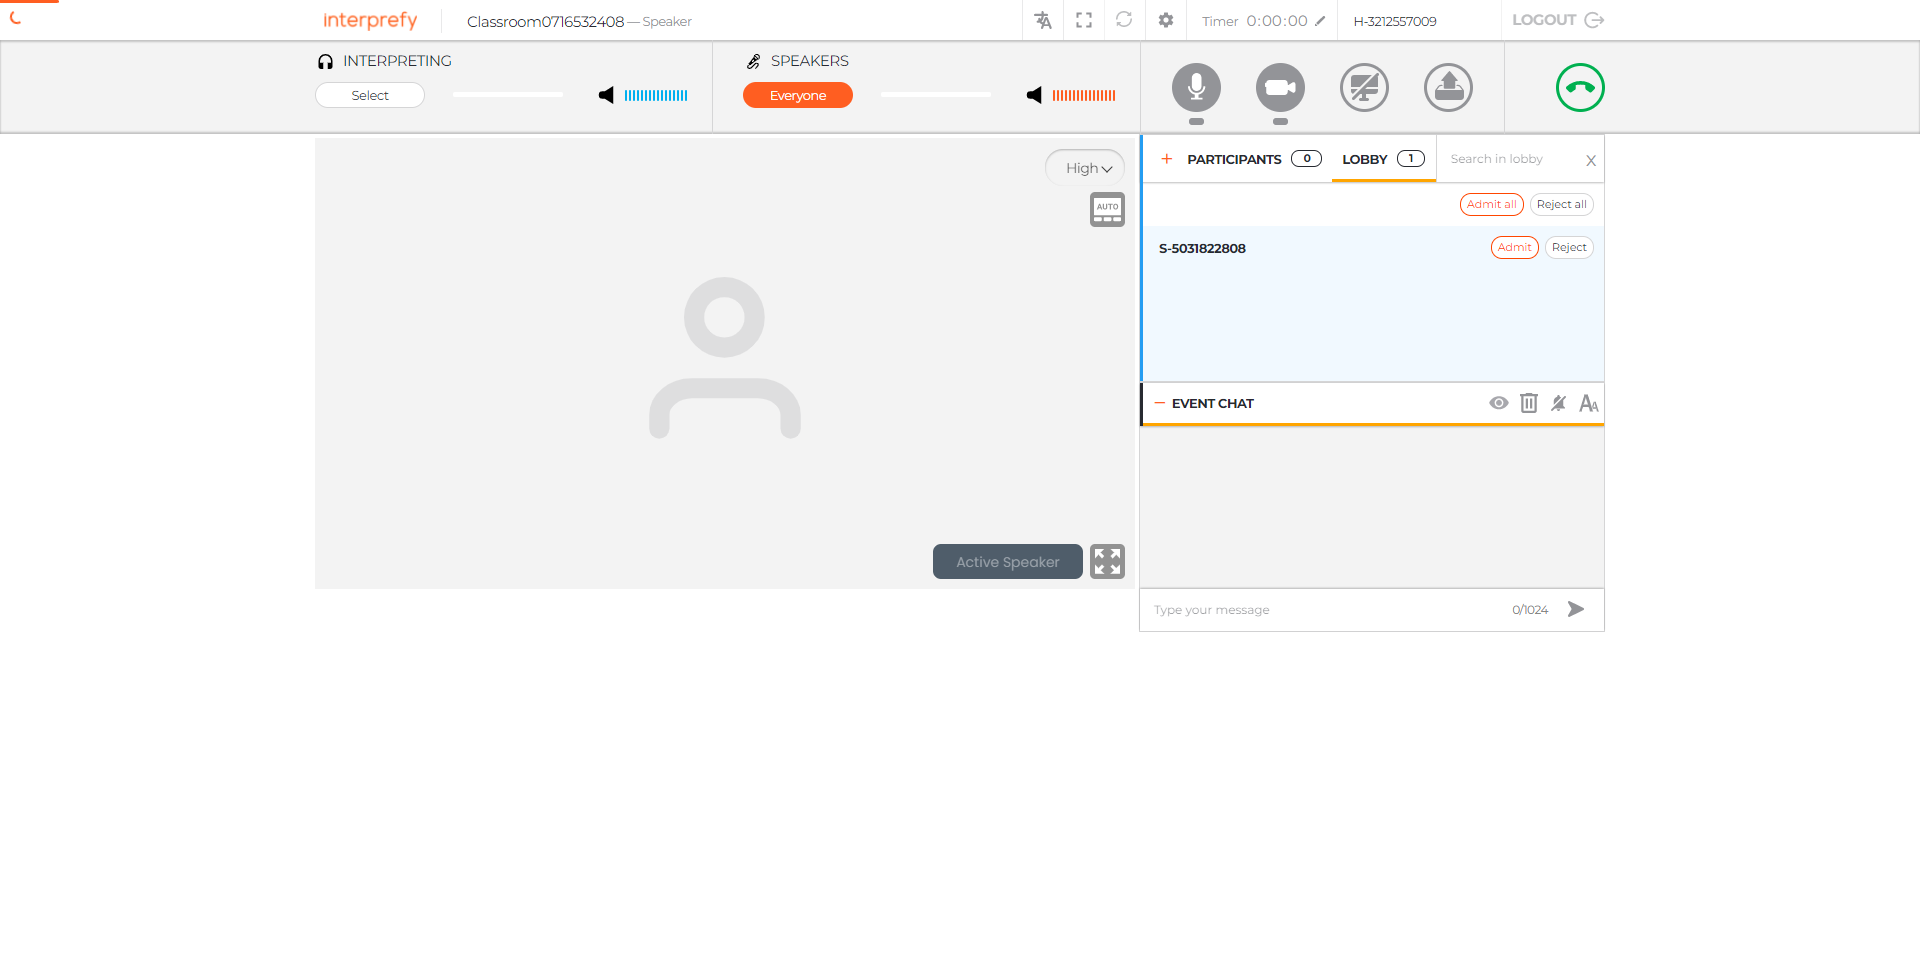 interprefy
Classroom0716532408 — Speaker
Timer 0:00:00
H-3212557009
LOGOUT
INTERPRETING
Select
SPEAKERS
Everyone
High
AUTO
Active Speaker
+ PARTICIPANTS 0
LOBBY 1
Search in lobby X
Admit all Reject all
S-5031822808 Admit Reject
− EVENT CHAT AA
Type your message 0/1024